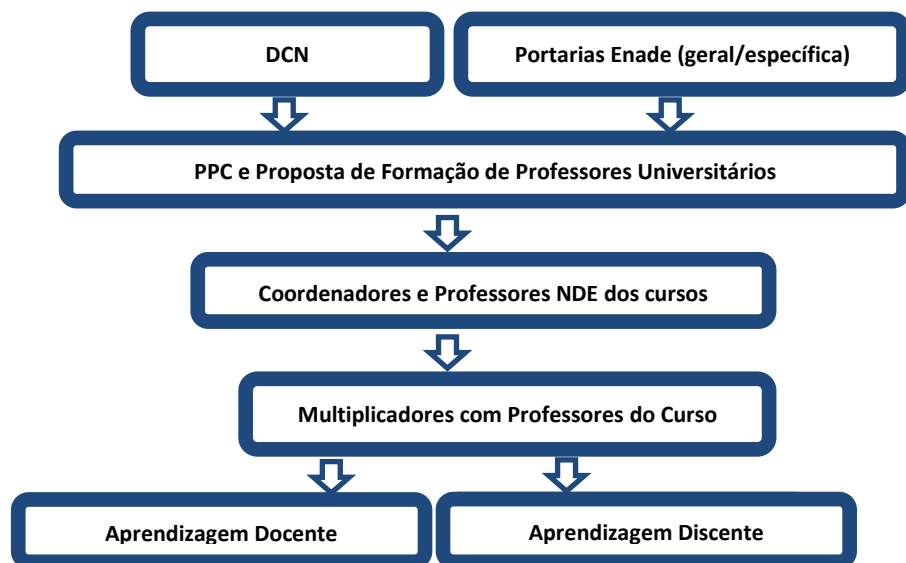 DCN
Portarias Enade (geral/específica)
PPC e Proposta de Formação de Professores Universitários
Coordenadores e Professores NDE dos cursos
Multiplicadores com Professores do Curso
Aprendizagem Docente
Aprendizagem Discente